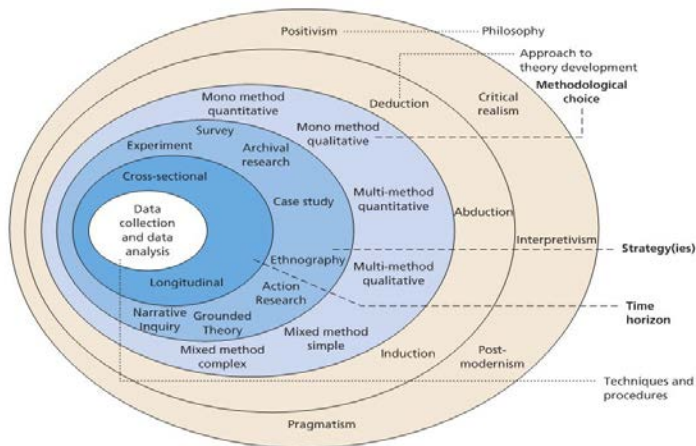 Positivism
Philosophy
Approach to
theory development
Methodological
choice
Deduction
Critical
realism
Mono method
quantitative
Mono method
qualitative
Survey
Experiment
Archival
research
Cross-sectional
Case study
Multi-method
quantitative
Data
collection
and data
analysis
Abduction
Interpretivism
Strategy(ies)
Ethnography
Multi-method
qualitative
Longitudinal
Action
Research
Time
horizon
Narrative
Inquiry
Grounded
Theory
Mixed method
simple
Mixed method
complex
Induction
Post-
modernism
Techniques and
procedures
Pragmatism